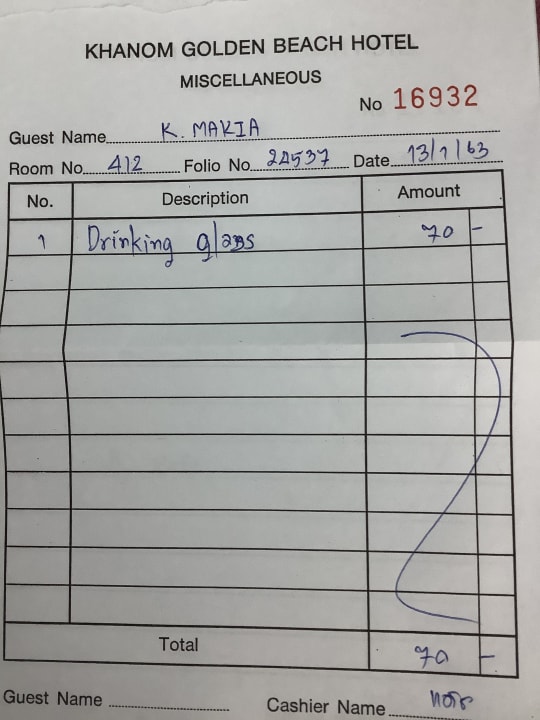 KHANOM GOLDEN BEACH HOTEL
MISCELLANEOUS
No 16932
Guest Name K. MAKIA
Room No. 412 Folio No. 24537 Date 13/1/63
No. Description Amount
1 Drinking glass 70 -
Total 70 -
Guest Name Cashier Name